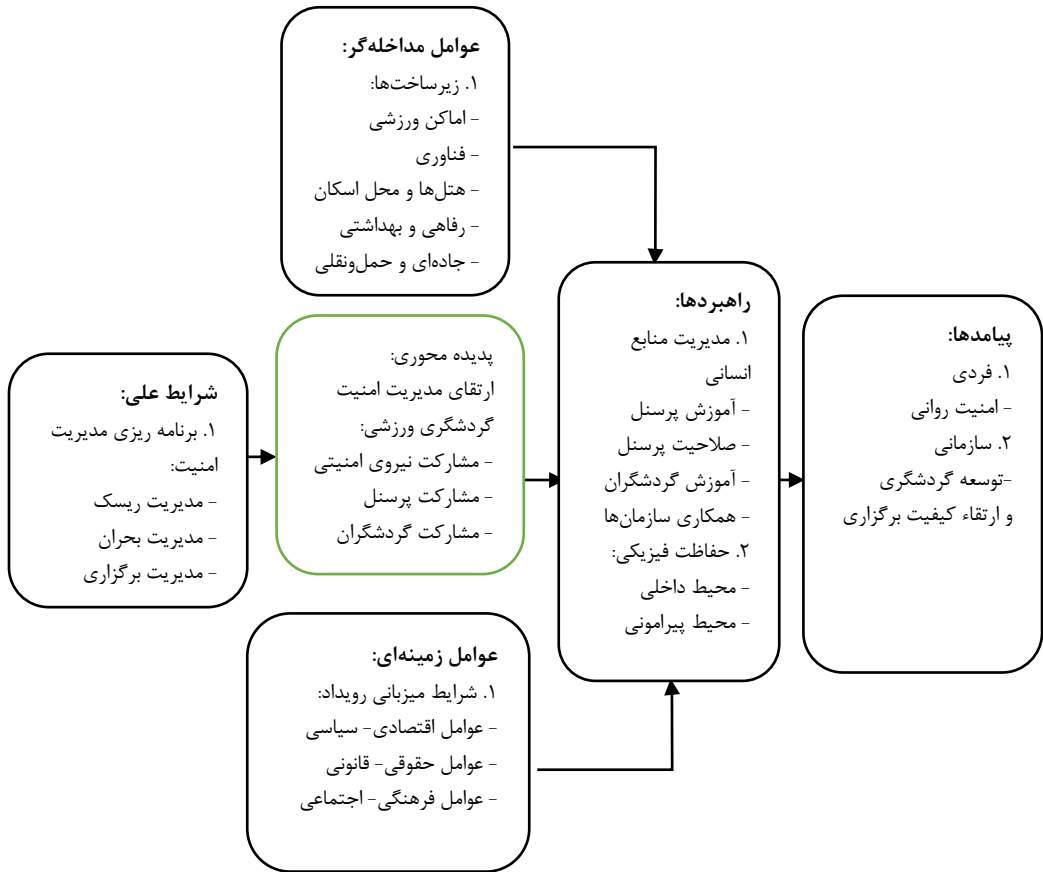 عوامل مداخله‌گر:
۱. زیرساخت‌ها:
- اماکن ورزشی
- فناوری
- هتل‌ها و محل اسکان
- رفاهی و بهداشتی
- جاده‌ای و حمل‌ونقلی
شرایط علی:
۱. برنامه ریزی مدیریت
امنیت:
- مدیریت ریسک
- مدیریت بحران
- مدیریت برگزاری
پدیده محوری:
ارتقای مدیریت امنیت
گردشگری ورزشی:
- مشارکت نیروی امنیتی
- مشارکت پرسنل
- مشارکت گردشگران
عوامل زمینه‌ای:
۱. شرایط میزبانی رویداد:
- عوامل اقتصادی- سیاسی
- عوامل حقوقی- قانونی
- عوامل فرهنگی- اجتماعی
راهبردها:
۱. مدیریت منابع
انسانی
- آموزش پرسنل
- صلاحیت پرسنل
- آموزش گردشگران
- همکاری سازمان‌ها
۲. حفاظت فیزیکی:
- محیط داخلی
- محیط پیرامونی
پیامدها:
۱. فردی
- امنیت روانی
۲. سازمانی
-توسعه گردشگری
و ارتقاء کیفیت برگزاری